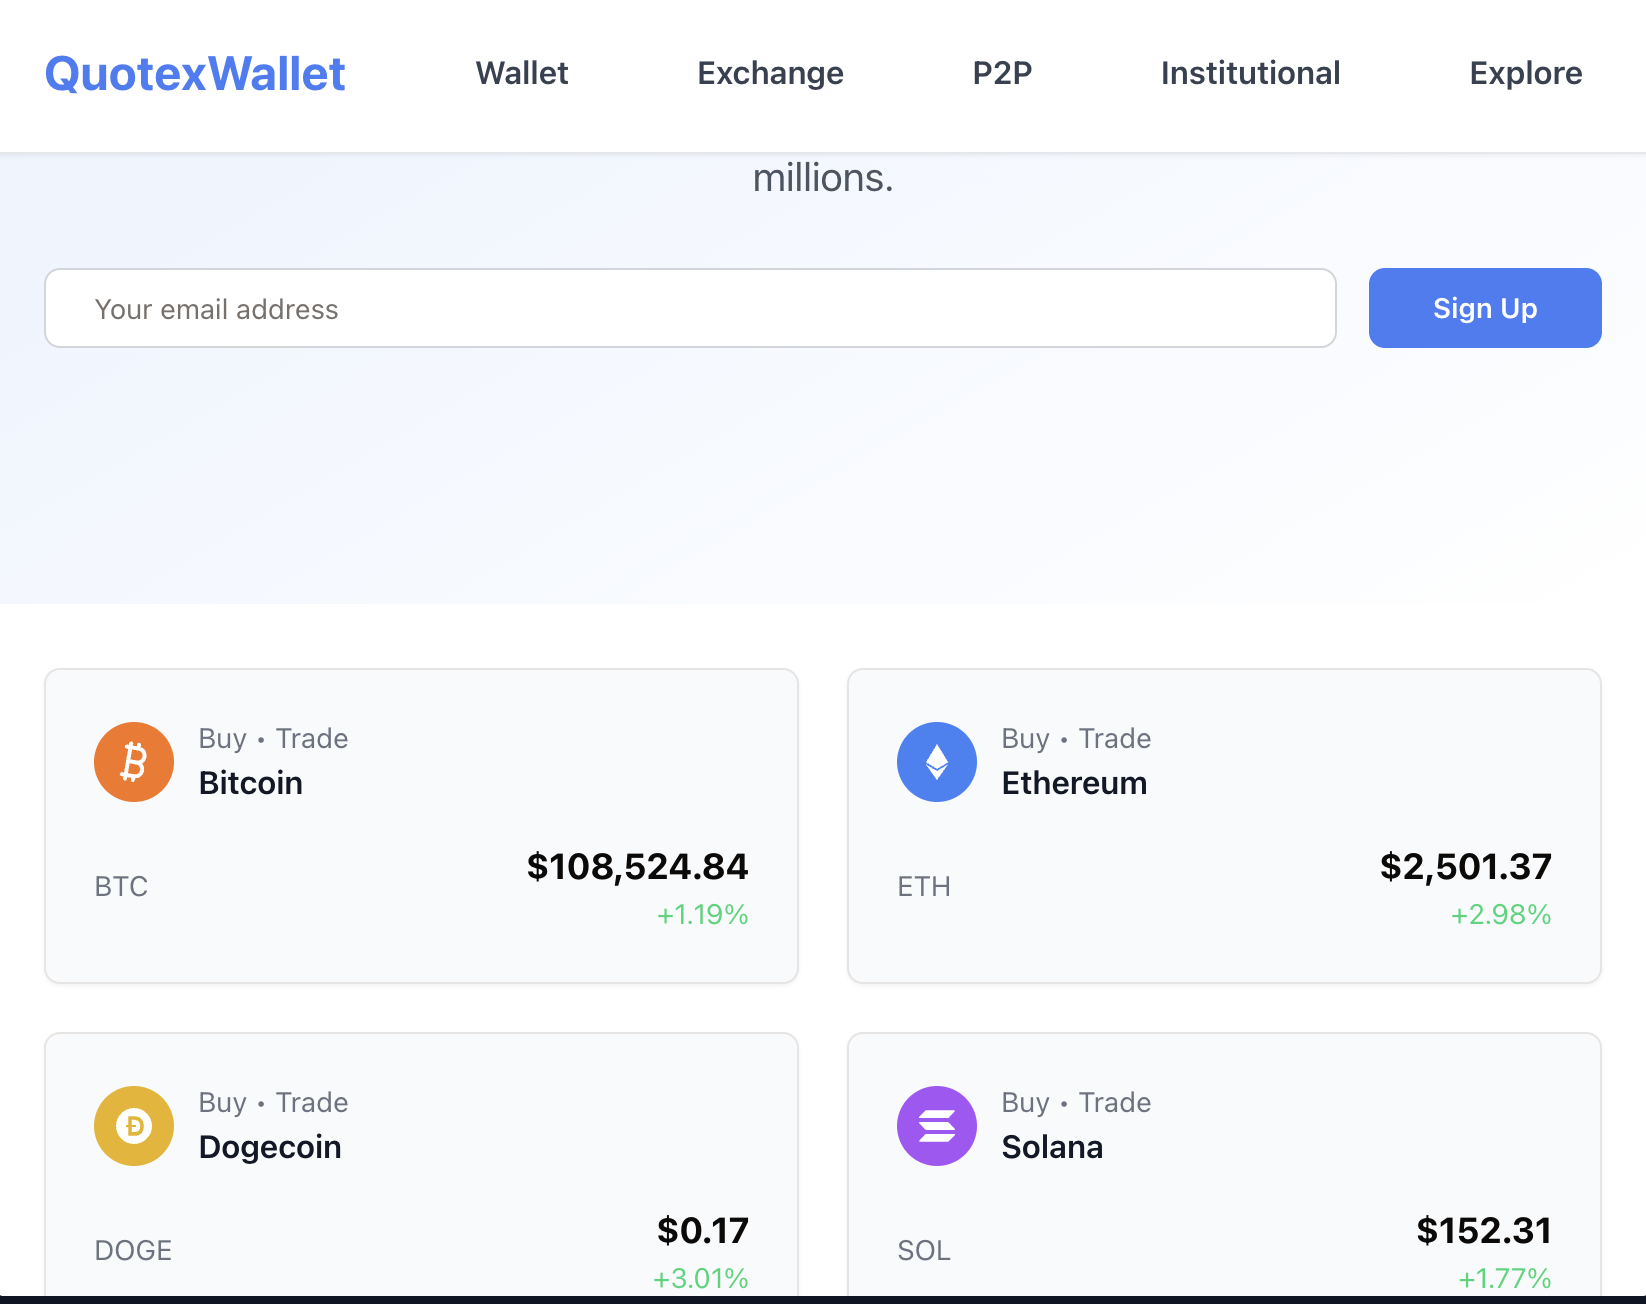 QuotexWallet Wallet Exchange P2P Institutional Explore
millions.
Your email address Sign Up
Buy • Trade
Bitcoin
BTC
$108,524.84
+1.19%
Buy • Trade
Ethereum
ETH
$2,501.37
+2.98%
Buy • Trade
Dogecoin
DOGE
$0.17
+3.01%
Buy • Trade
Solana
SOL
$152.31
+1.77%